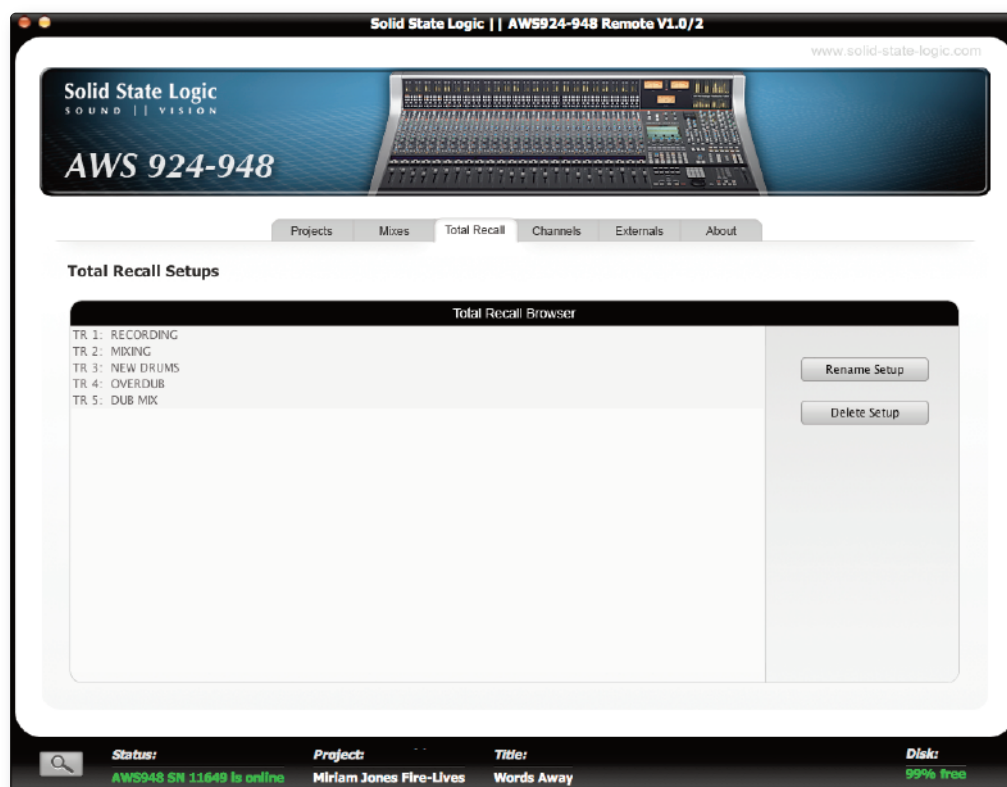 Solid State Logic || AWS924-948 Remote V1.0/2
www.solid-state-logic.com
Solid State Logic
SOUND || VISION
AWS 924-948
Projects Mixes Total Recall Channels Externals About
Total Recall Setups
Total Recall Browser
TR 1: RECORDING
TR 2: MIXING
TR 3: NEW DRUMS
TR 4: OVERDUB
TR 5: DUB MIX
Rename Setup
Delete Setup
Status: Project: Title: Disk:
AWS948 SN 11649 is online Miriam Jones Fire-Lives Words Away 99% free